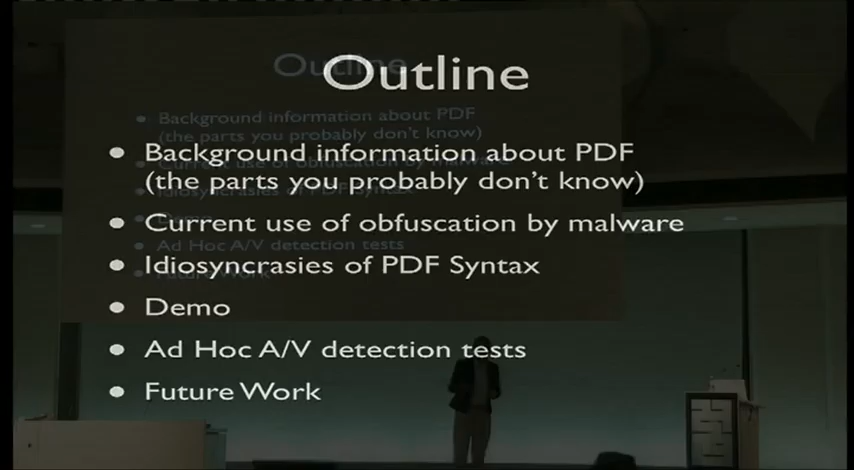 Outline
• Background information about PDF
(the parts you probably don't know)
• Current use of obfuscation by malware
• Idiosyncrasies of PDF Syntax
• Demo
• Ad Hoc A/V detection tests
• Future Work